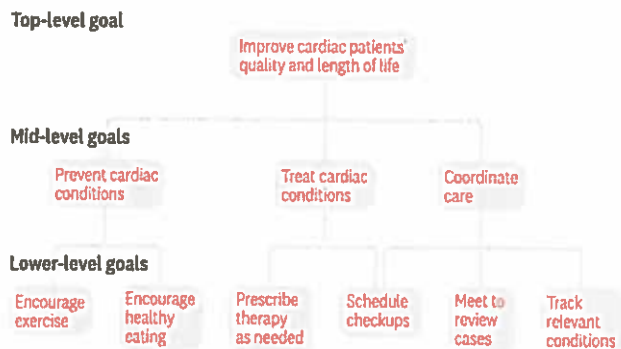 Top-level goal
Improve cardiac patients'
quality and length of life
Mid-level goals
Prevent cardiac
conditions
Treat cardiac
conditions
Coordinate
care
Lower-level goals
Encourage
exercise
Encourage
healthy
eating
Prescribe
therapy
as needed
Schedule
checkups
Meet to
review
cases
Track
relevant
conditions